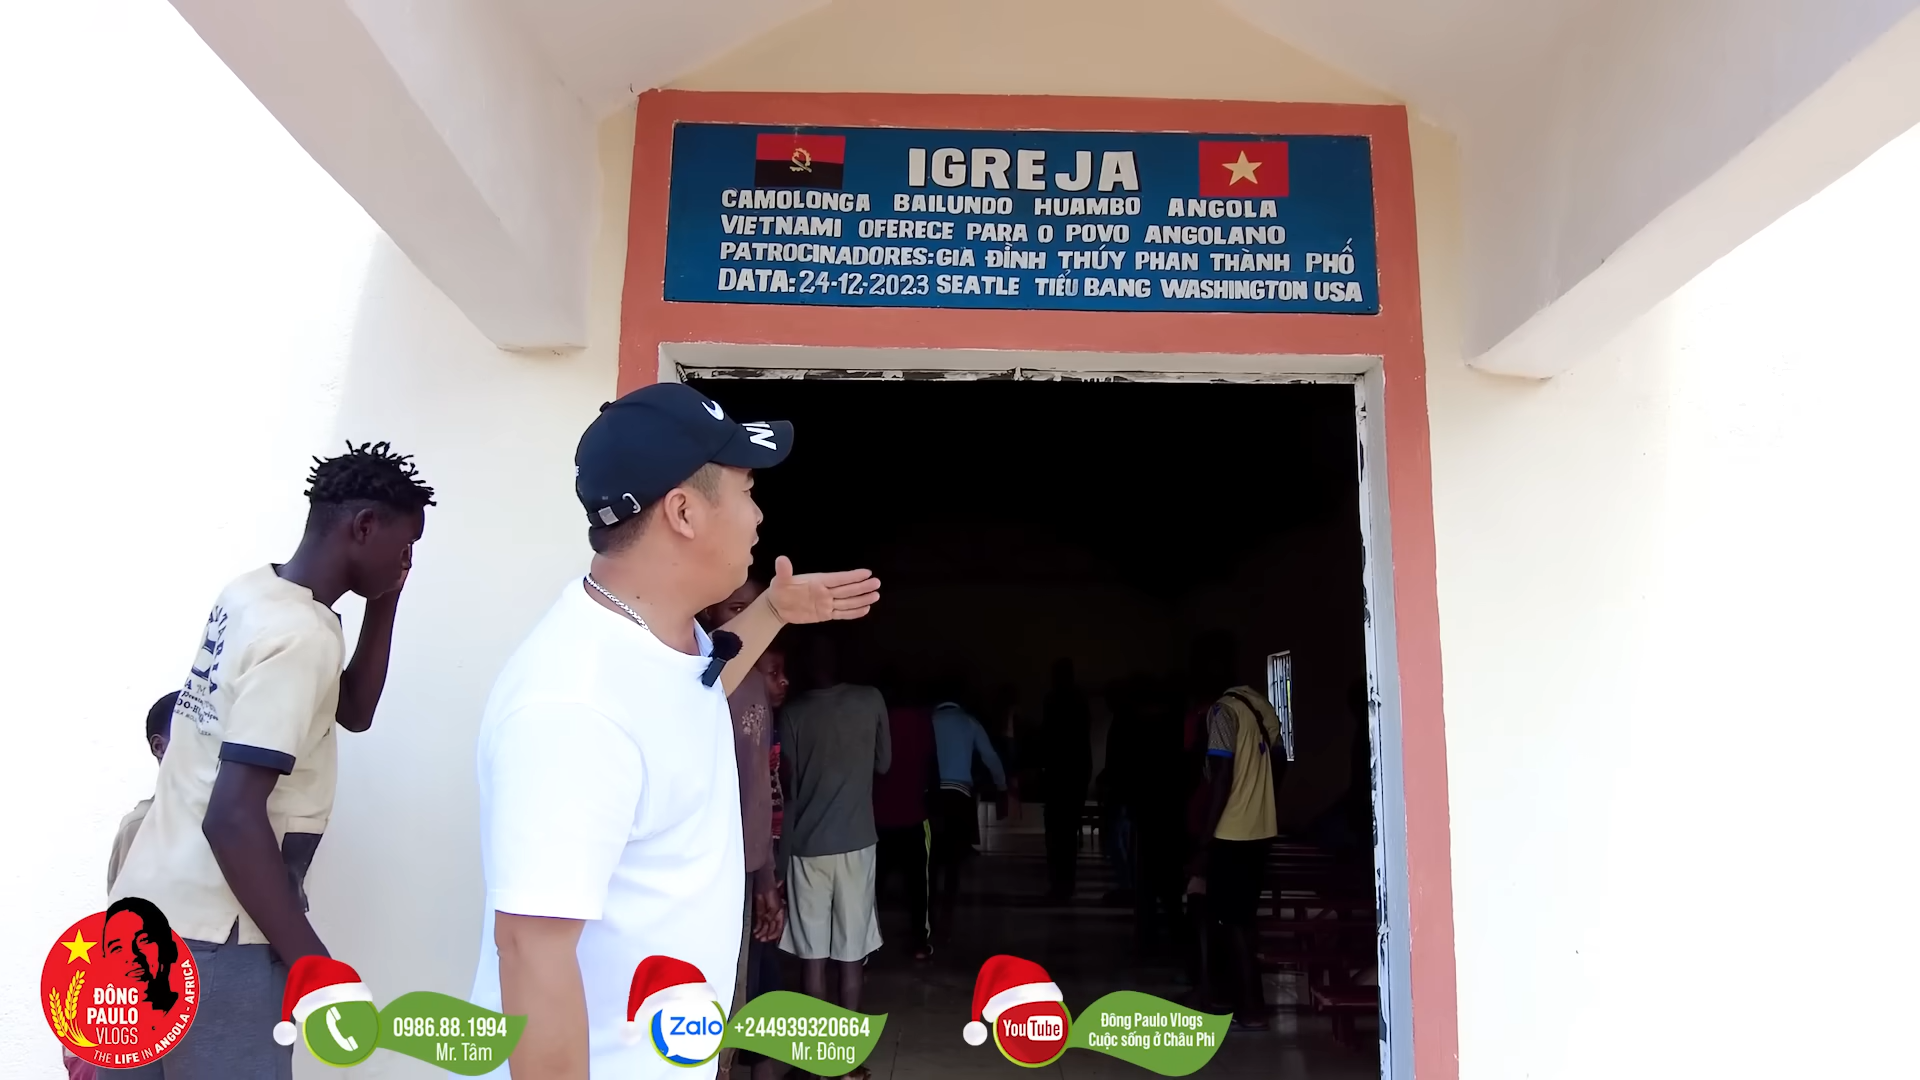 IGREJA
CAMOLONGA BAILUNDO HUAMBO ANGOLA
VIETNAMI OFERECE PARA O POVO ANGOLANO
PATROCINADORES: GIA ĐÌNH THÚY PHAN THÀNH PHỐ
DATA: 24-12-2023 SEATLE TIỂU BANG WASHINGTON USA
ĐÔNG
PAULO
VLOGS
THE LIFE IN ANGOLA - AFRICA
0986.88.1994
Mr. Tâm
Zalo
+244939320664
Mr. Đông
YouTube
Đông Paulo Vlogs
Cuộc sống ở Châu Phi